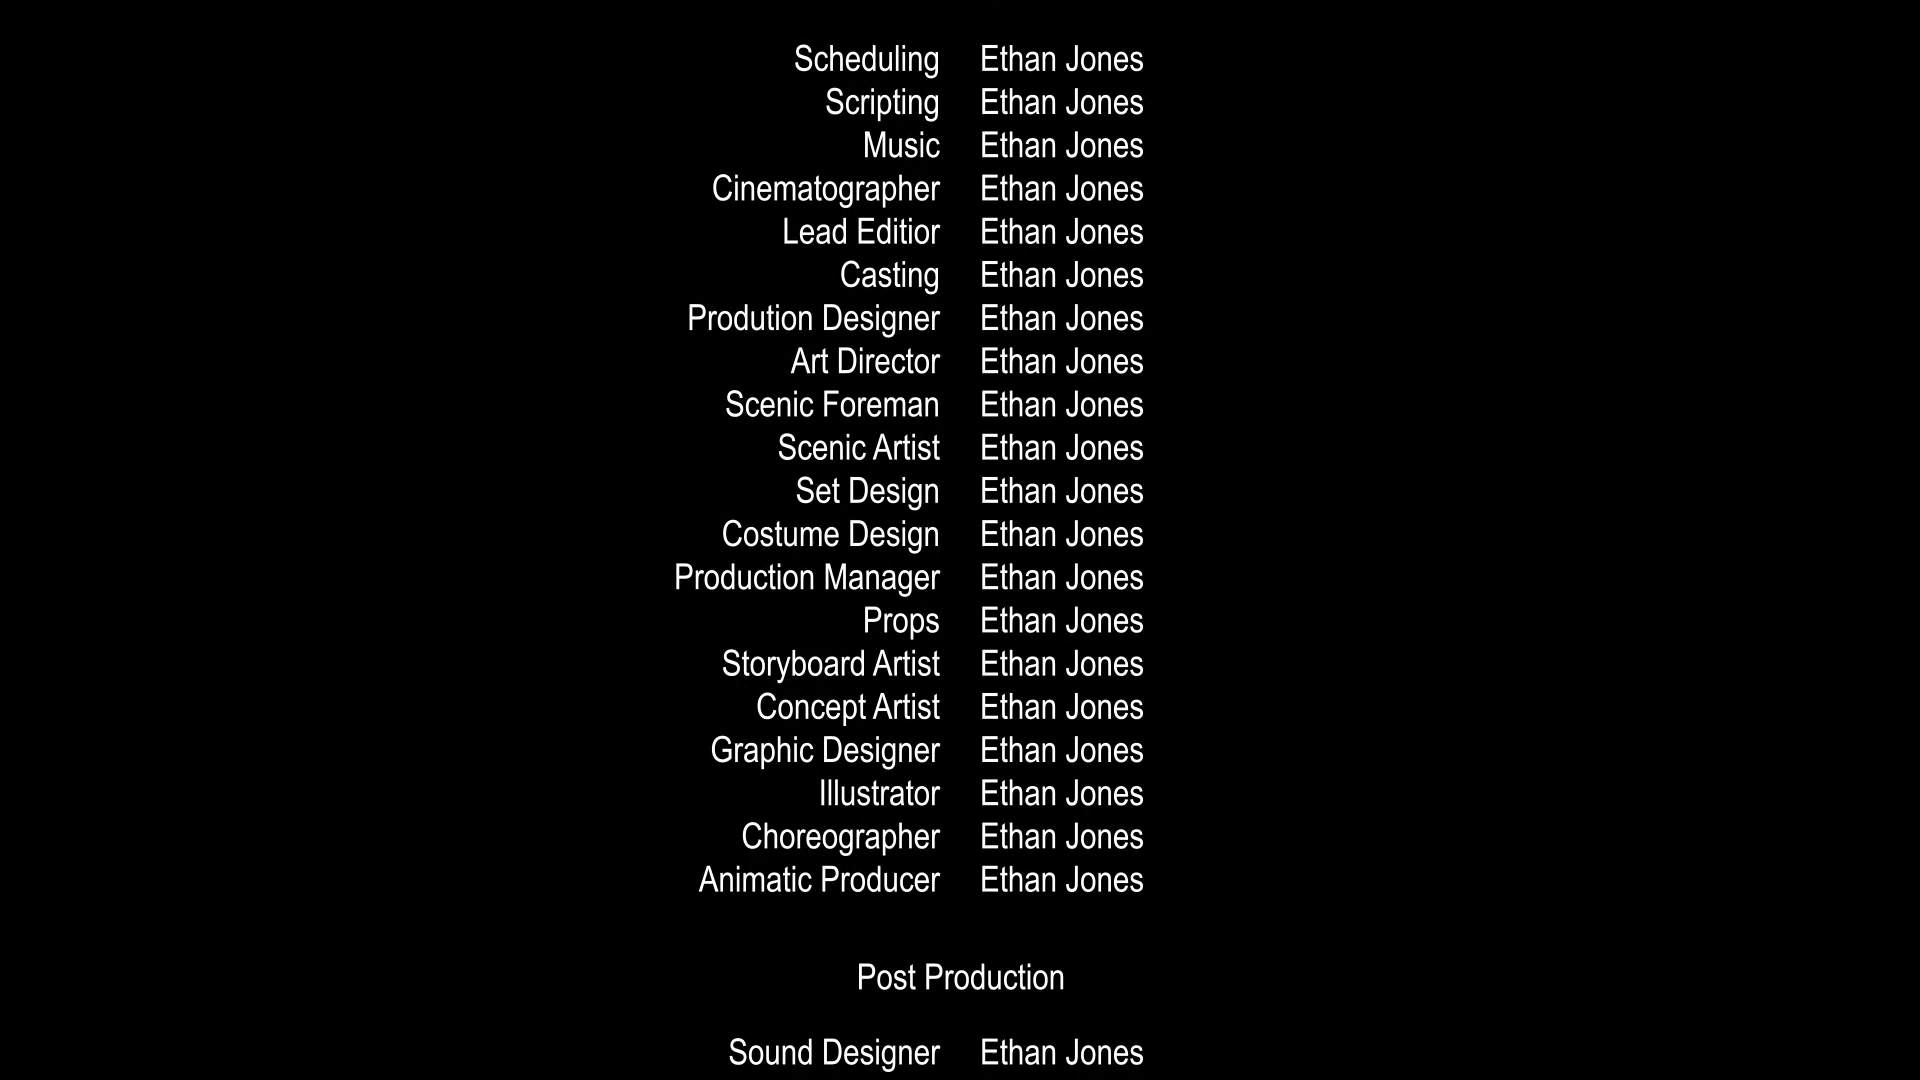 Scheduling Ethan Jones
Scripting Ethan Jones
Music Ethan Jones
Cinematographer Ethan Jones
Lead Editior Ethan Jones
Casting Ethan Jones
Prodution Designer Ethan Jones
Art Director Ethan Jones
Scenic Foreman Ethan Jones
Scenic Artist Ethan Jones
Set Design Ethan Jones
Costume Design Ethan Jones
Production Manager Ethan Jones
Props Ethan Jones
Storyboard Artist Ethan Jones
Concept Artist Ethan Jones
Graphic Designer Ethan Jones
Illustrator Ethan Jones
Choreographer Ethan Jones
Animatic Producer Ethan Jones
Post Production
Sound Designer Ethan Jones